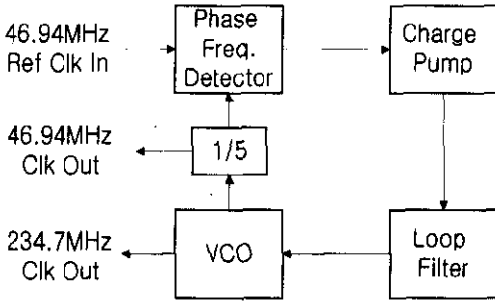 46.94MHz
Ref Clk In
Phase
Freq.
Detector
Charge
Pump
46.94MHz
Clk Out
1/5
234.7MHz
Clk Out
VCO
Loop
Filter